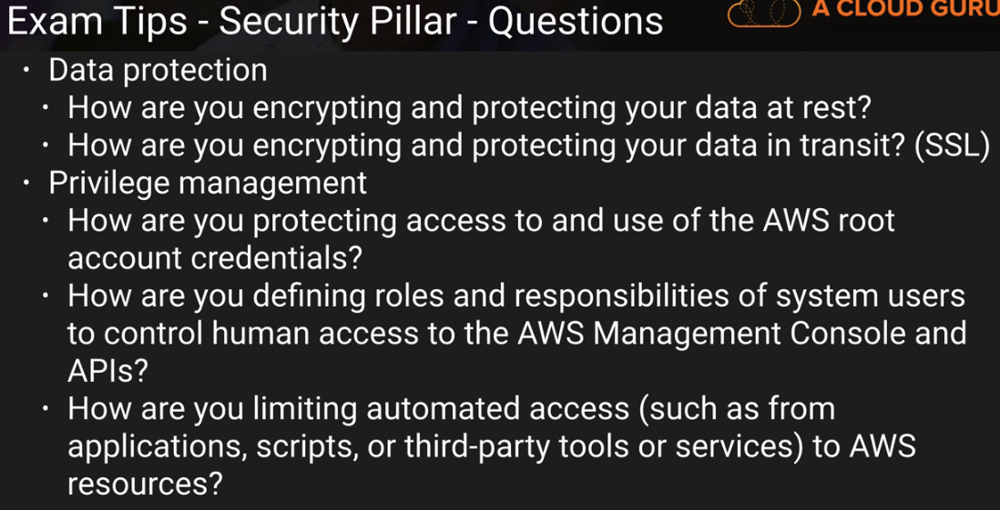 Exam Tips - Security Pillar - Questions
A CLOUD GURU
• Data protection
• How are you encrypting and protecting your data at rest?
• How are you encrypting and protecting your data in transit? (SSL)
• Privilege management
• How are you protecting access to and use of the AWS root
account credentials?
• How are you defining roles and responsibilities of system users
to control human access to the AWS Management Console and
APIs?
• How are you limiting automated access (such as from
applications, scripts, or third-party tools or services) to AWS
resources?